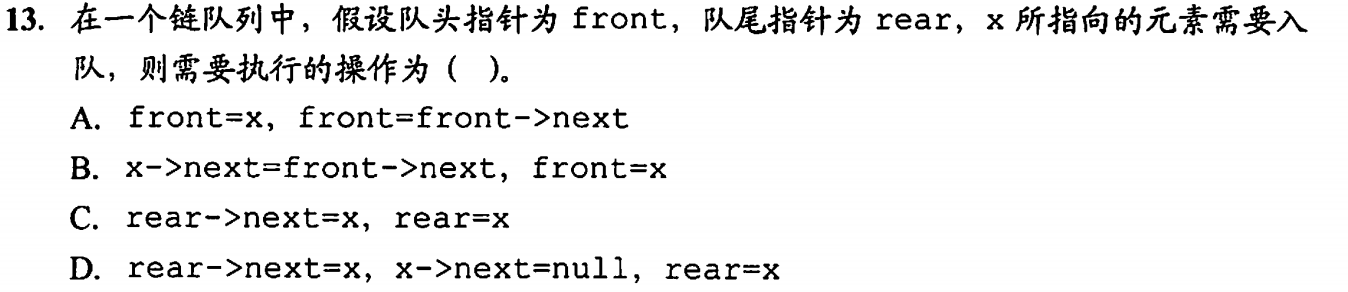 13. 在一个链队列中，假设队头指针为 front，队尾指针为 rear，x 所指向的元素需要入
队，则需要执行的操作为（ ）。
A. front=x, front=front->next
B. x->next=front->next, front=x
C. rear->next=x, rear=x
D. rear->next=x, x->next=null, rear=x